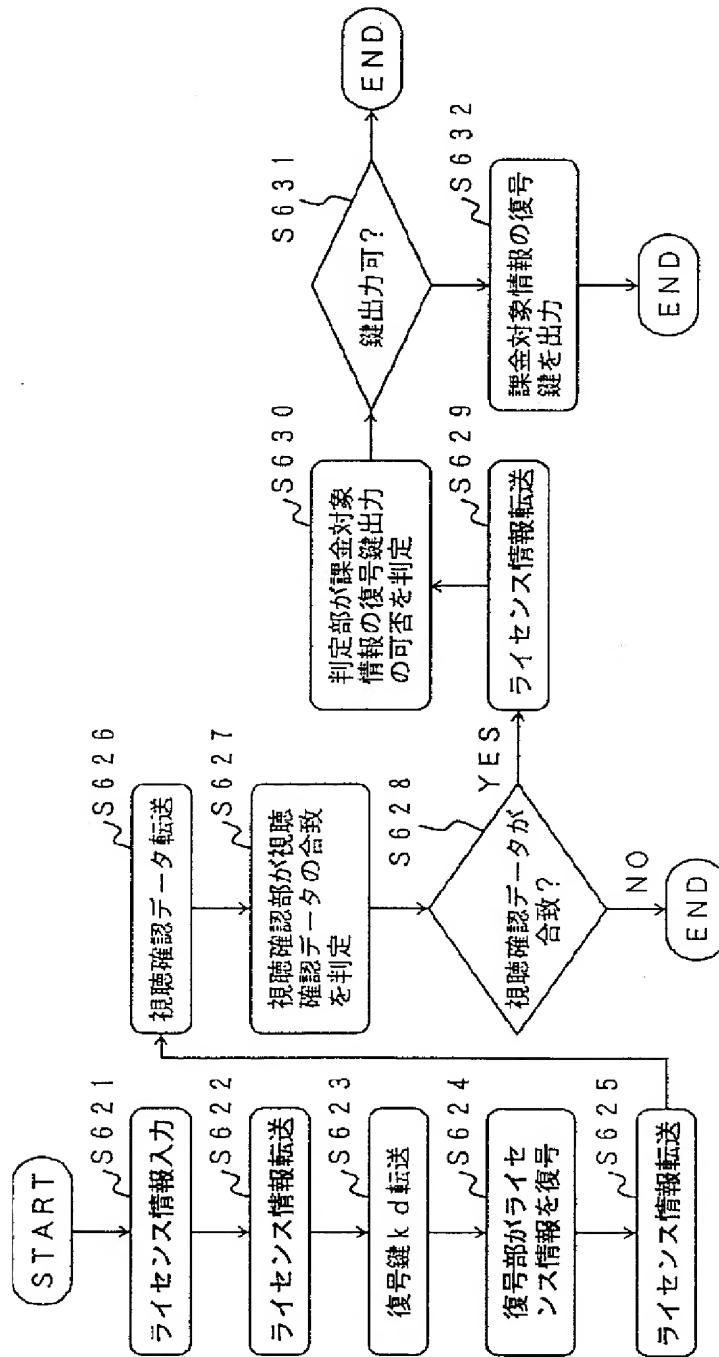 START
S621
ライセンス情報入力
S622
ライセンス情報転送
S623
復号鍵kd転送
S624
復号部がライセ
ンス情報を復号
S625
ライセンス情報転送
S626
視聴確認データ転送
S627
視聴確認部が視聴
確認データの合致
を判定
S628
視聴確認データが
合致?
YES
NO
END
S629
ライセンス情報転送
S630
判定部が課金対象
情報の復号鍵出力
の可否を判定
S631
鍵出力可?
END
S632
課金対象情報の復号
鍵を出力
END